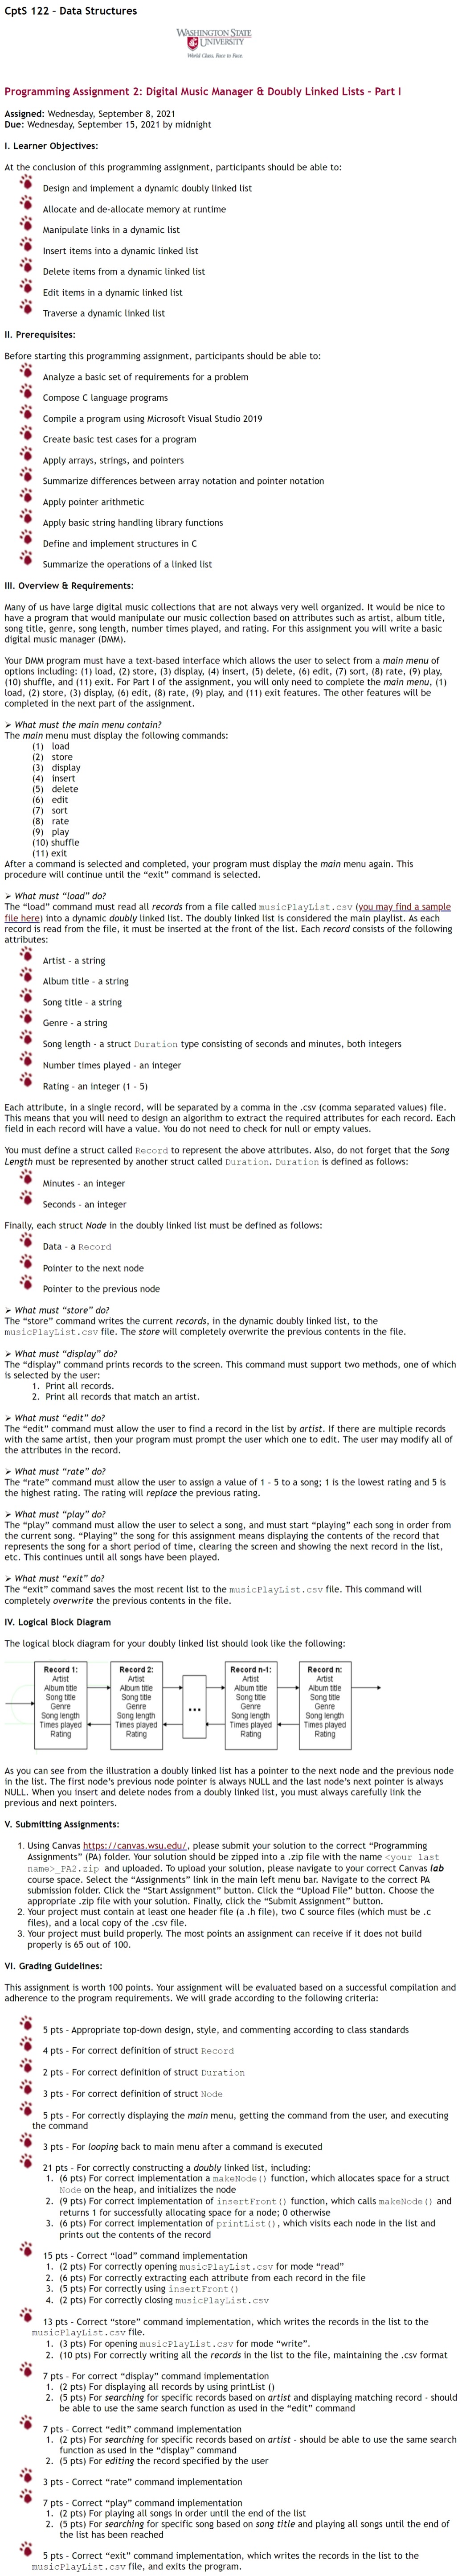 CptS 122 - Data Structures
WASHINGTON STATE
UNIVERSITY
World Class. Face to Face.
Programming Assignment 2: Digital Music Manager & Doubly Linked Lists - Part I
Assigned: Wednesday, September 8, 2021
Due: Wednesday, September 15, 2021 by midnight
I. Learner Objectives:
At the conclusion of this programming assignment, participants should be able to:
Design and implement a dynamic doubly linked list
Allocate and de-allocate memory at runtime
Manipulate links in a dynamic list
Insert items into a dynamic linked list
Delete items from a dynamic linked list
Edit items in a dynamic linked list
Traverse a dynamic linked list
II. Prerequisites:
Before starting this programming assignment, participants should be able to:
Analyze a basic set of requirements for a problem
Compose C language programs
Compile a program using Microsoft Visual Studio 2019
Create basic test cases for a program
Apply arrays, strings, and pointers
Summarize differences between array notation and pointer notation
Apply pointer arithmetic
Apply basic string handling library functions
Define and implement structures in C
Summarize the operations of a linked list
III. Overview & Requirements:
Many of us have large digital music collections that are not always very well organized. It would be nice to
have a program that would manipulate our music collection based on attributes such as artist, album title,
song title, genre, song length, number times played, and rating. For this assignment you will write a basic
digital music manager (DMM).
Your DMM program must have a text-based interface which allows the user to select from a main menu of
options including: (1) load, (2) store, (3) display, (4) insert, (5) delete, (6) edit, (7) sort, (8) rate, (9) play,
(10) shuffle, and (11) exit. For Part I of the assignment, you will only need to complete the main menu, (1)
load, (2) store, (3) display, (6) edit, (8) rate, (9) play, and (11) exit features. The other features will be
completed in the next part of the assignment.
➢ What must the main menu contain?
The main menu must display the following commands:
(1) load
(2) store
(3) display
(4) insert
(5) delete
(6) edit
(7) sort
(8) rate
(9) play
(10) shuffle
(11) exit
After a command is selected and completed, your program must display the main menu again. This
procedure will continue until the “exit” command is selected.
➢ What must “load” do?
The “load” command must read all records from a file called musicPlayList.csv (you may find a sample
file here) into a dynamic doubly linked list. The doubly linked list is considered the main playlist. As each
record is read from the file, it must be inserted at the front of the list. Each record consists of the following
attributes:
Artist - a string
Album title - a string
Song title - a string
Genre - a string
Song length - a struct Duration type consisting of seconds and minutes, both integers
Number times played - an integer
Rating - an integer (1 - 5)
Each attribute, in a single record, will be separated by a comma in the .csv (comma separated values) file.
This means that you will need to design an algorithm to extract the required attributes for each record. Each
field in each record will have a value. You do not need to check for null or empty values.
You must define a struct called Record to represent the above attributes. Also, do not forget that the Song
Length must be represented by another struct called Duration. Duration is defined as follows:
Minutes - an integer
Seconds - an integer
Finally, each struct Node in the doubly linked list must be defined as follows:
Data - a Record
Pointer to the next node
Pointer to the previous node
➢ What must “store” do?
The “store” command writes the current records, in the dynamic doubly linked list, to the
musicPlayList.csv file. The store will completely overwrite the previous contents in the file.
➢ What must “display” do?
The “display” command prints records to the screen. This command must support two methods, one of which
is selected by the user:
1. Print all records.
2. Print all records that match an artist.
➢ What must “edit” do?
The “edit” command must allow the user to find a record in the list by artist. If there are multiple records
with the same artist, then your program must prompt the user which one to edit. The user may modify all of
the attributes in the record.
➢ What must “rate” do?
The “rate” command must allow the user to assign a value of 1 - 5 to a song; 1 is the lowest rating and 5 is
the highest rating. The rating will replace the previous rating.
➢ What must “play” do?
The “play” command must allow the user to select a song, and must start “playing” each song in order from
the current song. “Playing” the song for this assignment means displaying the contents of the record that
represents the song for a short period of time, clearing the screen and showing the next record in the list,
etc. This continues until all songs have been played.
➢ What must “exit” do?
The “exit” command saves the most recent list to the musicPlayList.csv file. This command will
completely overwrite the previous contents in the file.
IV. Logical Block Diagram
The logical block diagram for your doubly linked list should look like the following:
Record 1:
Artist
Album title
Song title
Genre
Song length
Times played
Rating
Record 2:
Artist
Album title
Song title
Genre
Song length
Times played
Rating
...
Record n-1:
Artist
Album title
Song title
Genre
Song length
Times played
Rating
Record n:
Artist
Album title
Song title
Genre
Song length
Times played
Rating
As you can see from the illustration a doubly linked list has a pointer to the next node and the previous node
in the list. The first node’s previous node pointer is always NULL and the last node’s next pointer is always
NULL. When you insert and delete nodes from a doubly linked list, you must always carefully link the
previous and next pointers.
V. Submitting Assignments:
1. Using Canvas https://canvas.wsu.edu/, please submit your solution to the correct “Programming
Assignments” (PA) folder. Your solution should be zipped into a .zip file with the name <your last
name>_PA2.zip and uploaded. To upload your solution, please navigate to your correct Canvas lab
course space. Select the “Assignments” link in the main left menu bar. Navigate to the correct PA
submission folder. Click the “Start Assignment” button. Click the “Upload File” button. Choose the
appropriate .zip file with your solution. Finally, click the “Submit Assignment” button.
2. Your project must contain at least one header file (a .h file), two C source files (which must be .c
files), and a local copy of the .csv file.
3. Your project must build properly. The most points an assignment can receive if it does not build
properly is 65 out of 100.
VI. Grading Guidelines:
This assignment is worth 100 points. Your assignment will be evaluated based on a successful compilation and
adherence to the program requirements. We will grade according to the following criteria:
5 pts - Appropriate top-down design, style, and commenting according to class standards
4 pts - For correct definition of struct Record
2 pts - For correct definition of struct Duration
3 pts - For correct definition of struct Node
5 pts - For correctly displaying the main menu, getting the command from the user, and executing
the command
3 pts - For looping back to main menu after a command is executed
21 pts - For correctly constructing a doubly linked list, including:
1. (6 pts) For correct implementation a makeNode() function, which allocates space for a struct
Node on the heap, and initializes the node
2. (9 pts) For correct implementation of insertFront() function, which calls makeNode() and
returns 1 for successfully allocating space for a node; 0 otherwise
3. (6 pts) For correct implementation of printList(), which visits each node in the list and
prints out the contents of the record
15 pts - Correct “load” command implementation
1. (2 pts) For correctly opening musicPlayList.csv for mode “read”
2. (6 pts) For correctly extracting each attribute from each record in the file
3. (5 pts) For correctly using insertFront()
4. (2 pts) For correctly closing musicPlayList.csv
13 pts - Correct “store” command implementation, which writes the records in the list to the
musicPlayList.csv file.
1. (3 pts) For opening musicPlayList.csv for mode “write”.
2. (10 pts) For correctly writing all the records in the list to the file, maintaining the .csv format
7 pts - For correct “display” command implementation
1. (2 pts) For displaying all records by using printList ()
2. (5 pts) For searching for specific records based on artist and displaying matching record - should
be able to use the same search function as used in the “edit” command
7 pts - Correct “edit” command implementation
1. (2 pts) For searching for specific records based on artist - should be able to use the same search
function as used in the “display” command
2. (5 pts) For editing the record specified by the user
3 pts - Correct “rate” command implementation
7 pts - Correct “play” command implementation
1. (2 pts) For playing all songs in order until the end of the list
2. (5 pts) For searching for specific song based on song title and playing all songs until the end of
the list has been reached
5 pts - Correct “exit” command implementation, which writes the records in the list to the
musicPlayList.csv file, and exits the program.